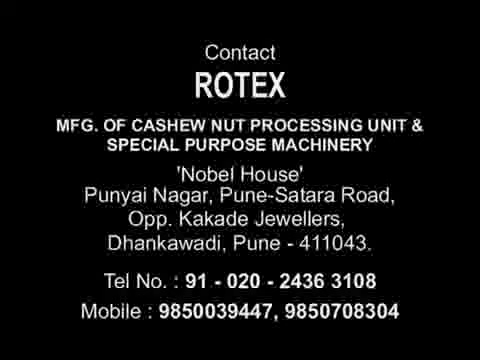 Contact
ROTEX
MFG. OF CASHEW NUT PROCESSING UNIT &
SPECIAL PURPOSE MACHINERY
'Nobel House'
Punyai Nagar, Pune-Satara Road,
Opp. Kakade Jewellers,
Dhankawadi, Pune - 411043.
Tel No. : 91 - 020 - 2436 3108
Mobile : 9850039447, 9850708304